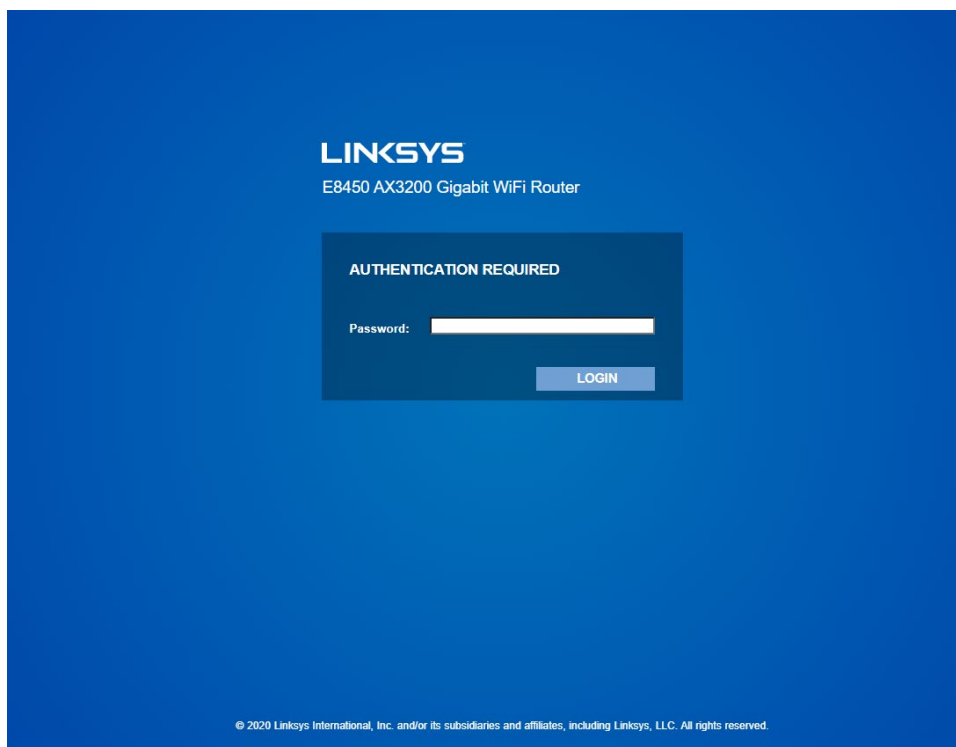 LINKSYS
E8450 AX3200 Gigabit WiFi Router
AUTHENTICATION REQUIRED
Password:
LOGIN
© 2020 Linksys International, Inc. and/or its subsidiaries and affiliates, including Linksys, LLC. All rights reserved.